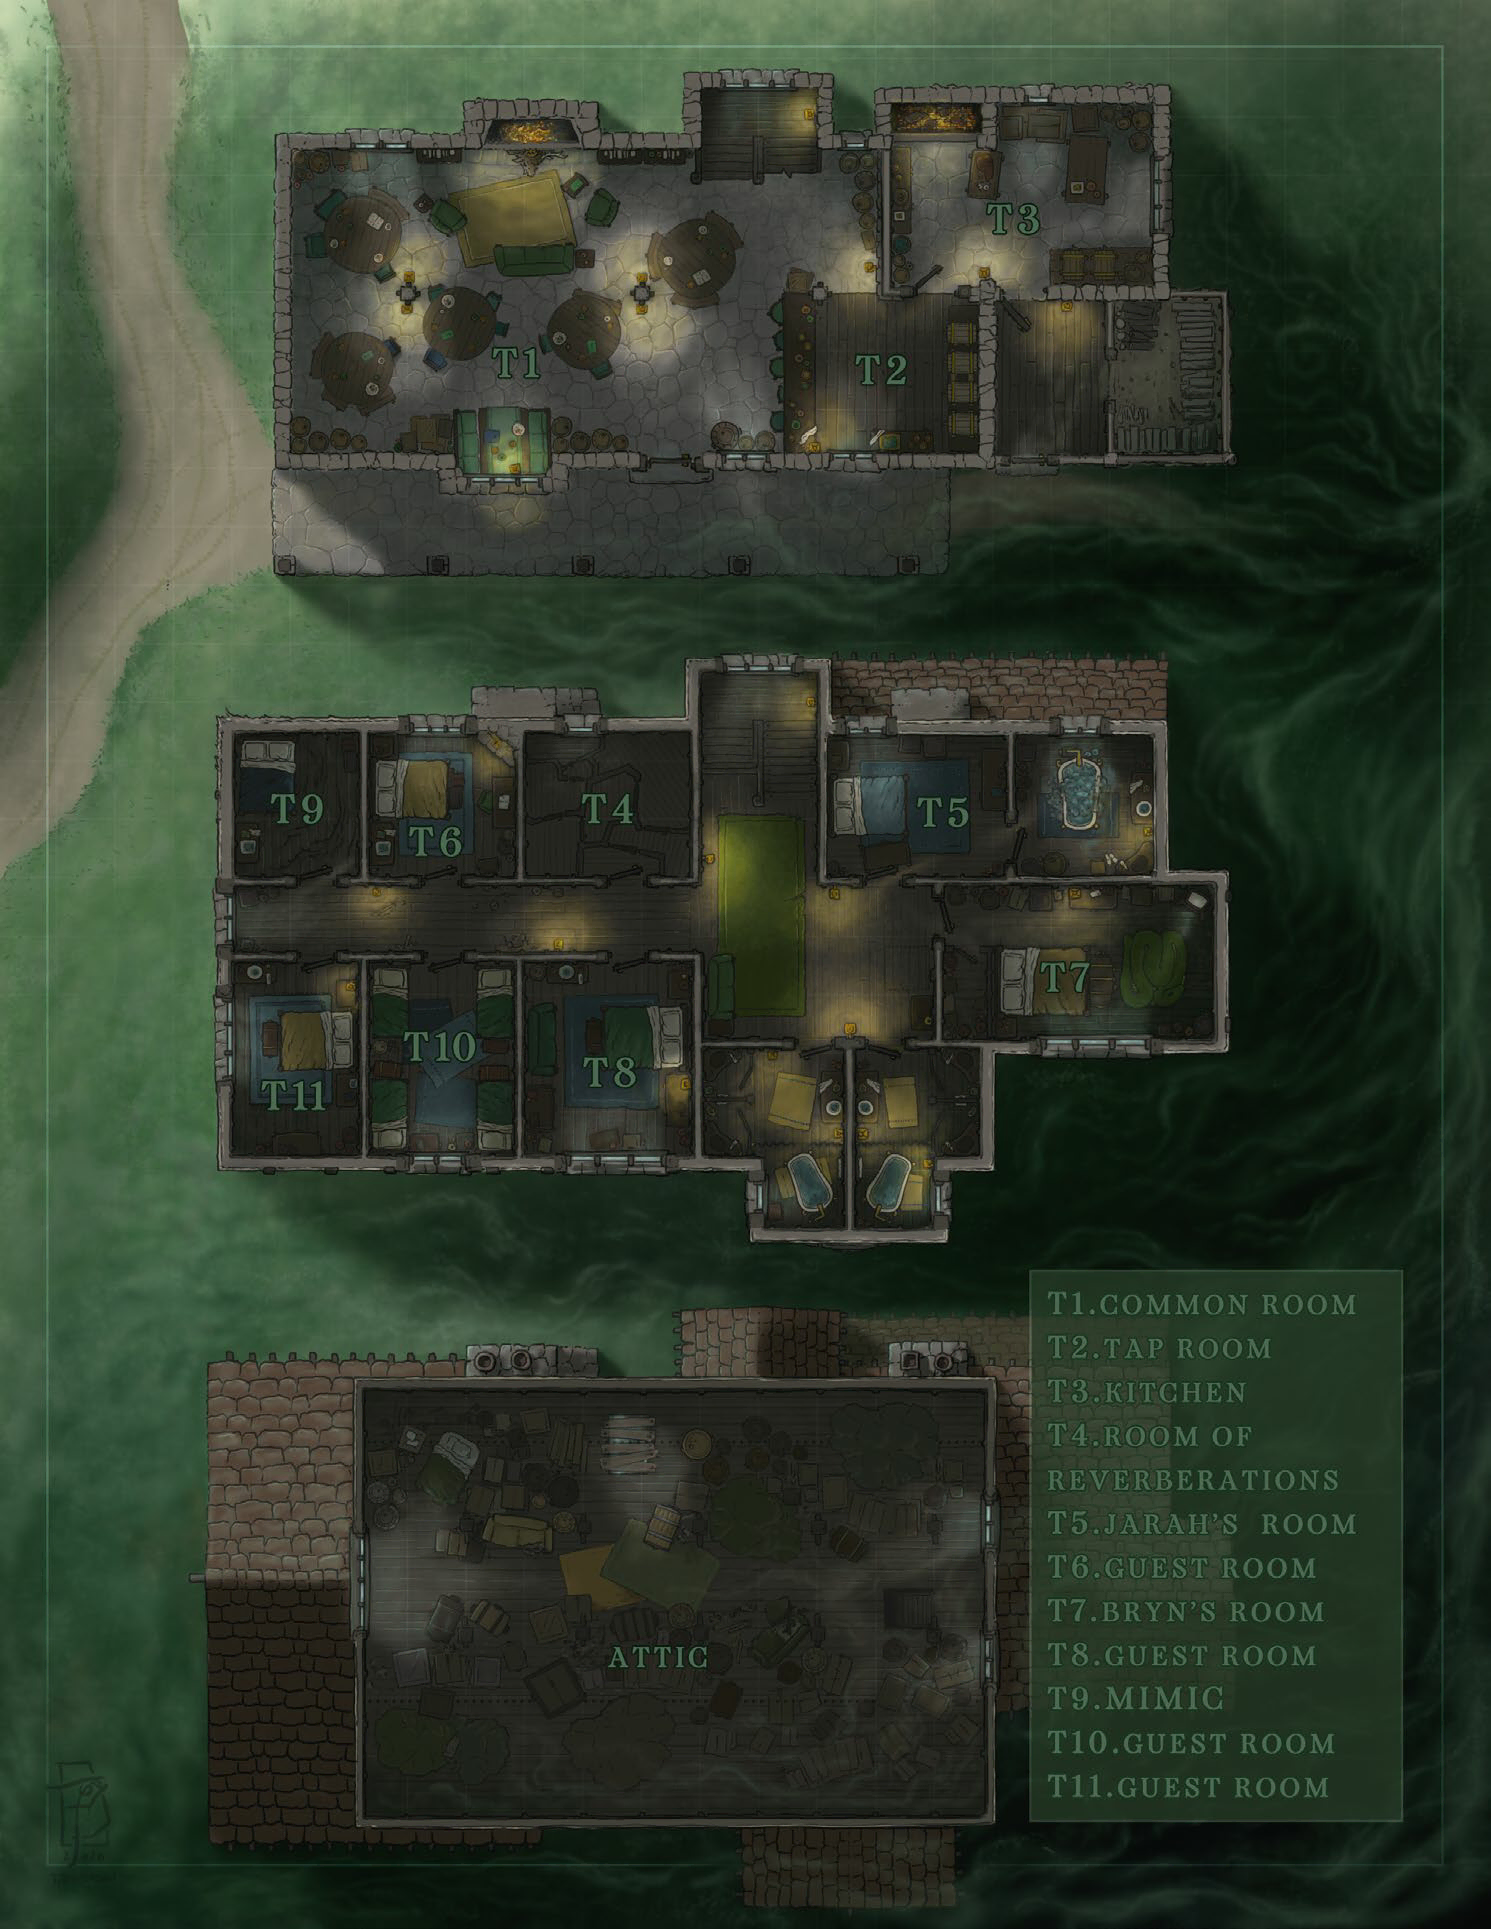 T3
T1
T2
T9
T6
T4
T5
T7
T11
T10
T8
ATTIC
T1.COMMON ROOM
T2.TAP ROOM
T3.KITCHEN
T4.ROOM OF
REVERBERATIONS
T5.JARAH'S ROOM
T6.GUEST ROOM
T7.BRYN'S ROOM
T8.GUEST ROOM
T9.MIMIC
T10.GUEST ROOM
T11.GUEST ROOM